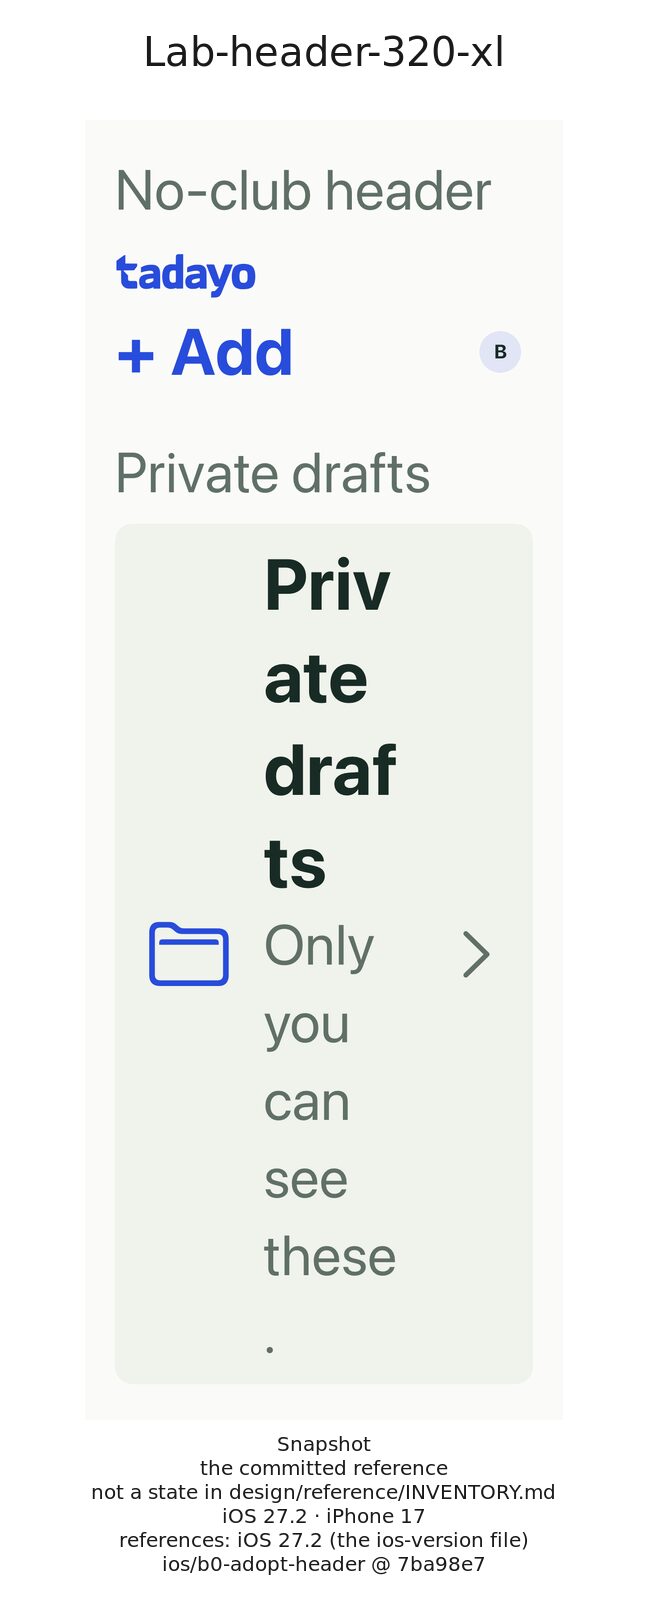 Lab-header-320-xl
No-club header
tadayo
+ Add
B
Private drafts
Priv
ate
draf
ts
Only
you
can
see
these
.
Snapshot
the committed reference
not a state in design/reference/INVENTORY.md
iOS 27.2 · iPhone 17
references: iOS 27.2 (the ios-version file)
ios/b0-adopt-header @ 7ba98e7